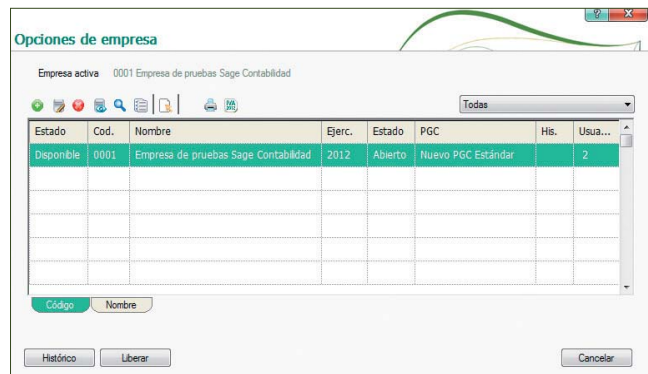 Opciones de empresa
Empresa activa 0001 Empresa de pruebas Sage Contabilidad
Todas
Estado Cod. Nombre Ejerc. Estado PGC His. Usua...
Disponible 0001 Empresa de pruebas Sage Contabilidad 2012 Abierto Nuevo PGC Estándar 2
Código Nombre
Histórico Liberar Cancelar